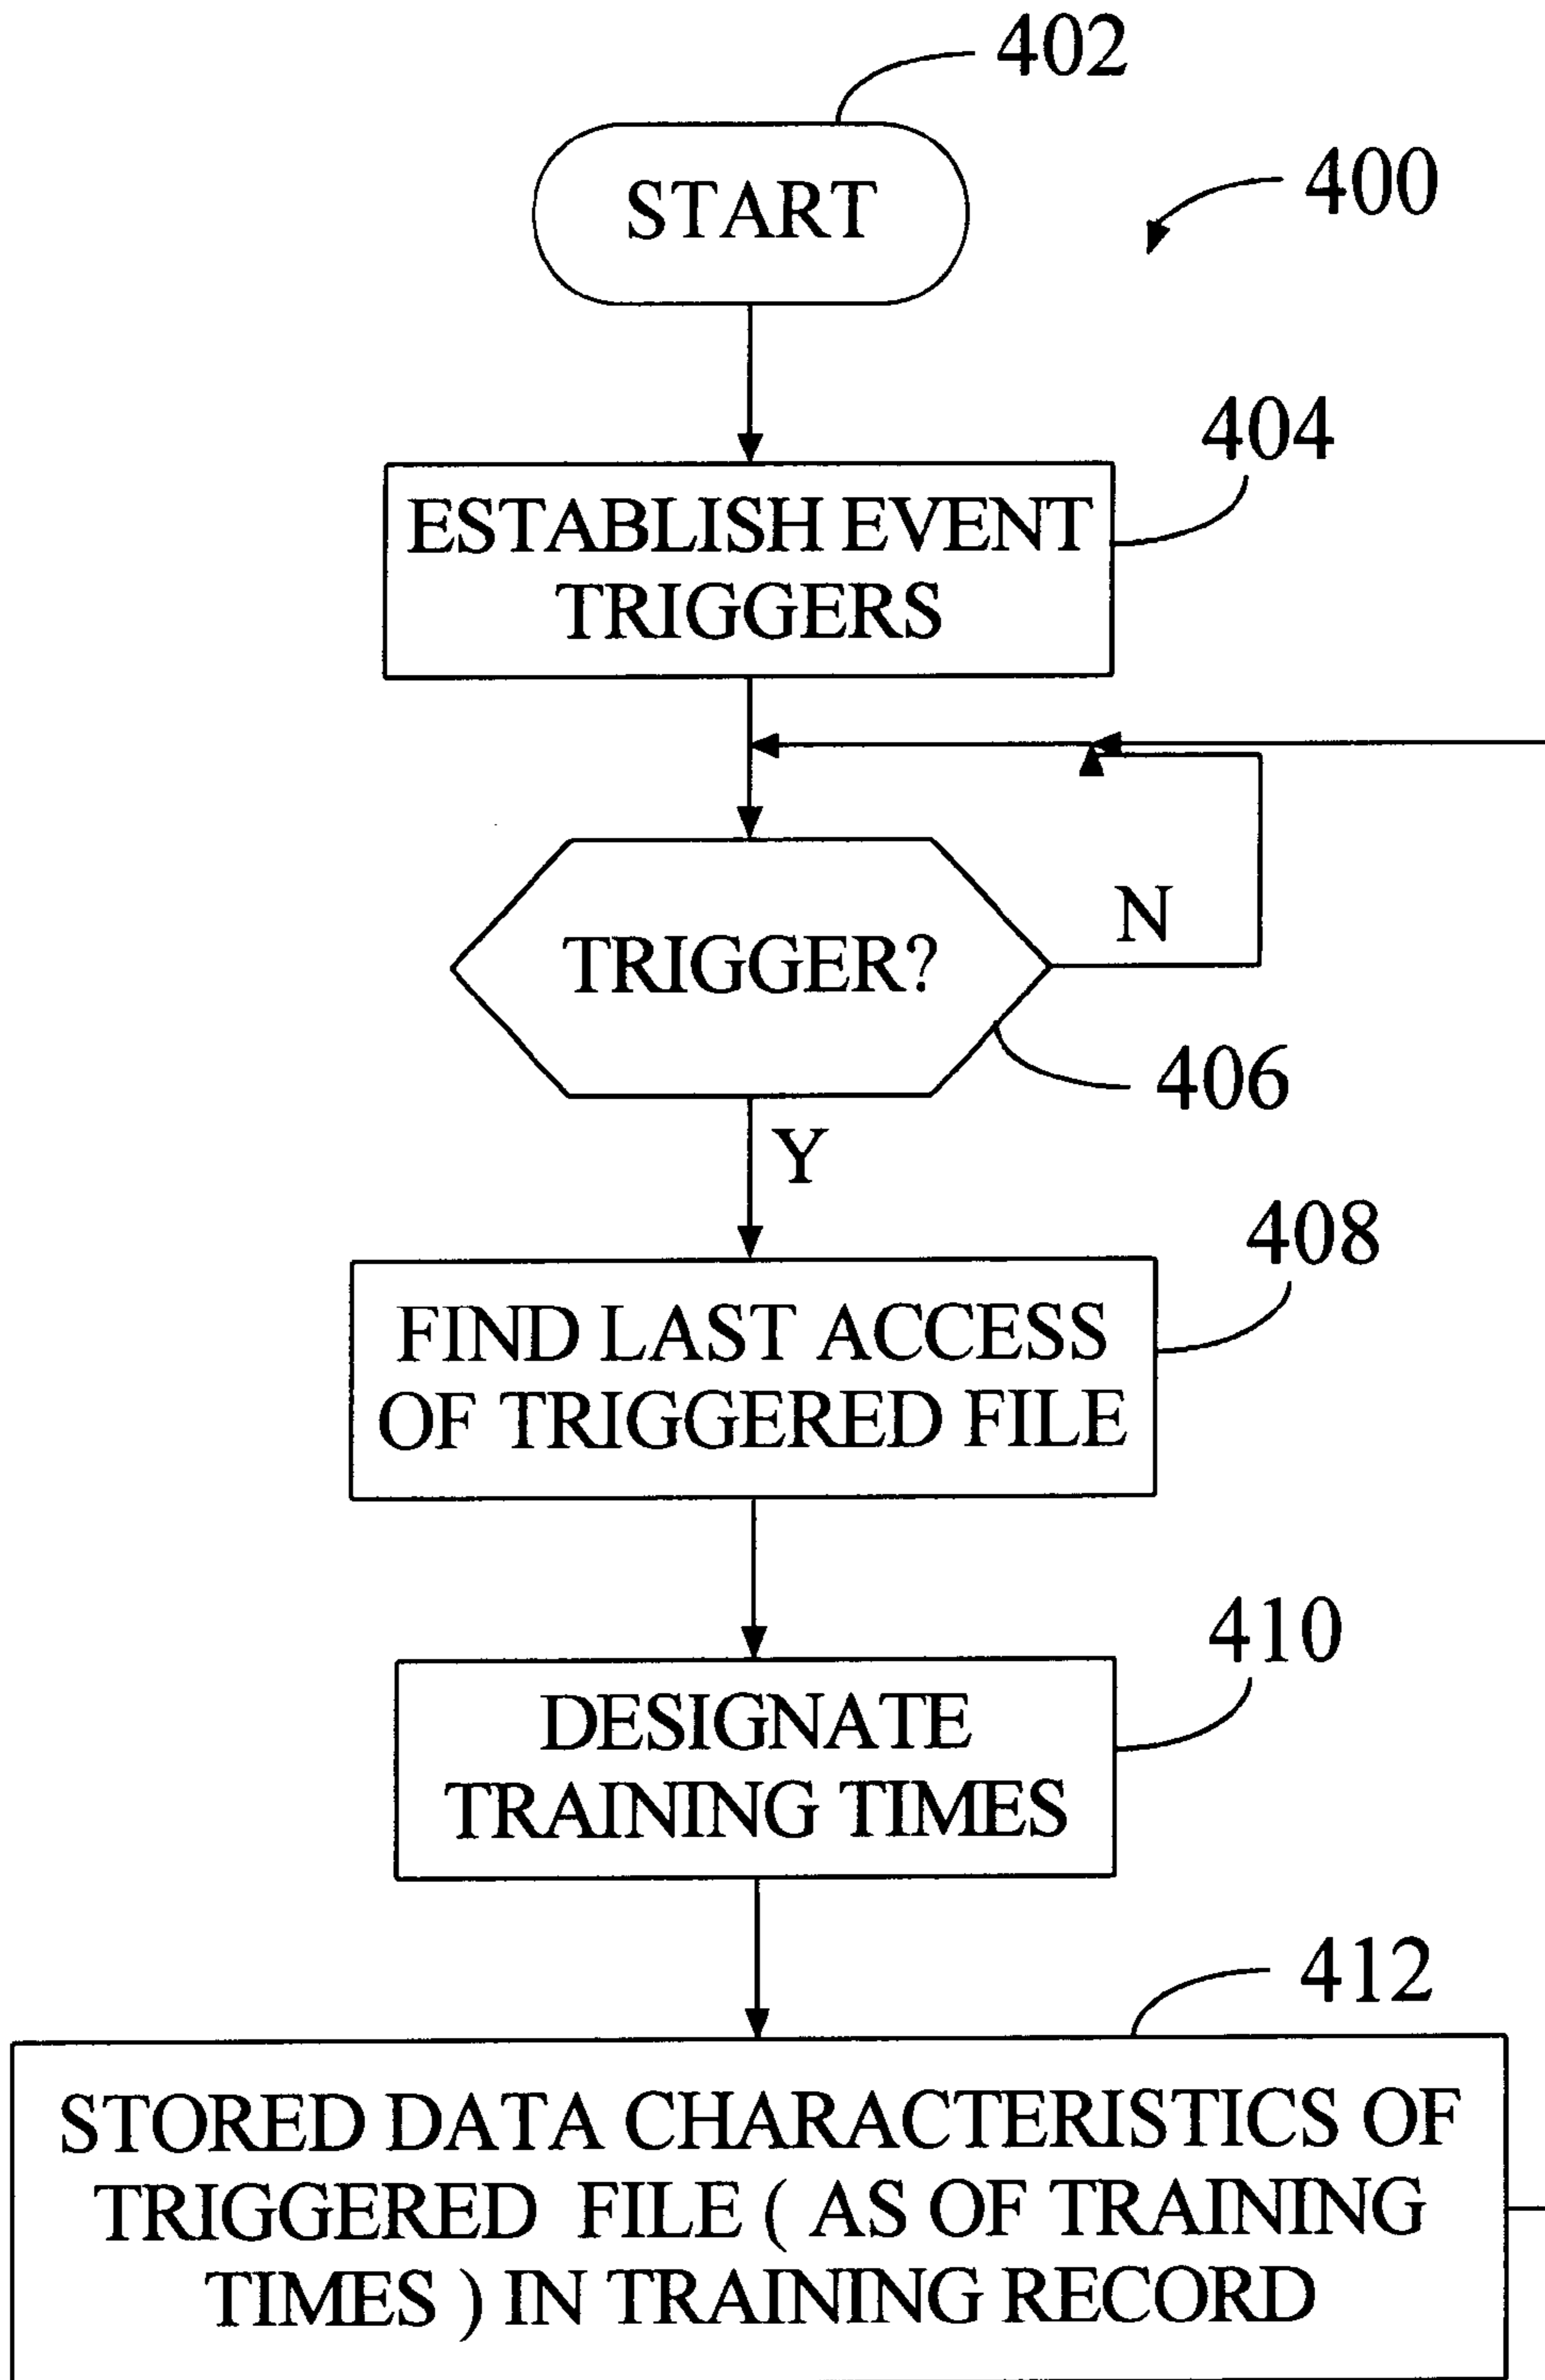 402
START
400
404
ESTABLISH EVENT
TRIGGERS
N
TRIGGER?
406
Y
408
FIND LAST ACCESS
OF TRIGGERED FILE
410
DESIGNATE
TRAINING TIMES
412
STORED DATA CHARACTERISTICS OF
TRIGGERED FILE ( AS OF TRAINING
TIMES ) IN TRAINING RECORD